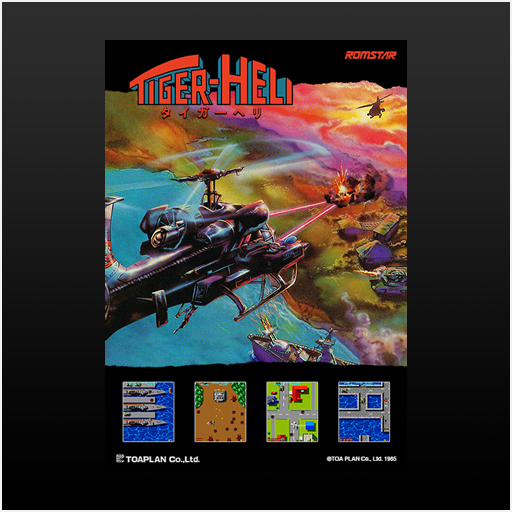 ROMSTAR
TIGER-HELI
タイガーヘリ
TOAPLAN Co.,Ltd.
©TOA PLAN Co., Ltd. 1985